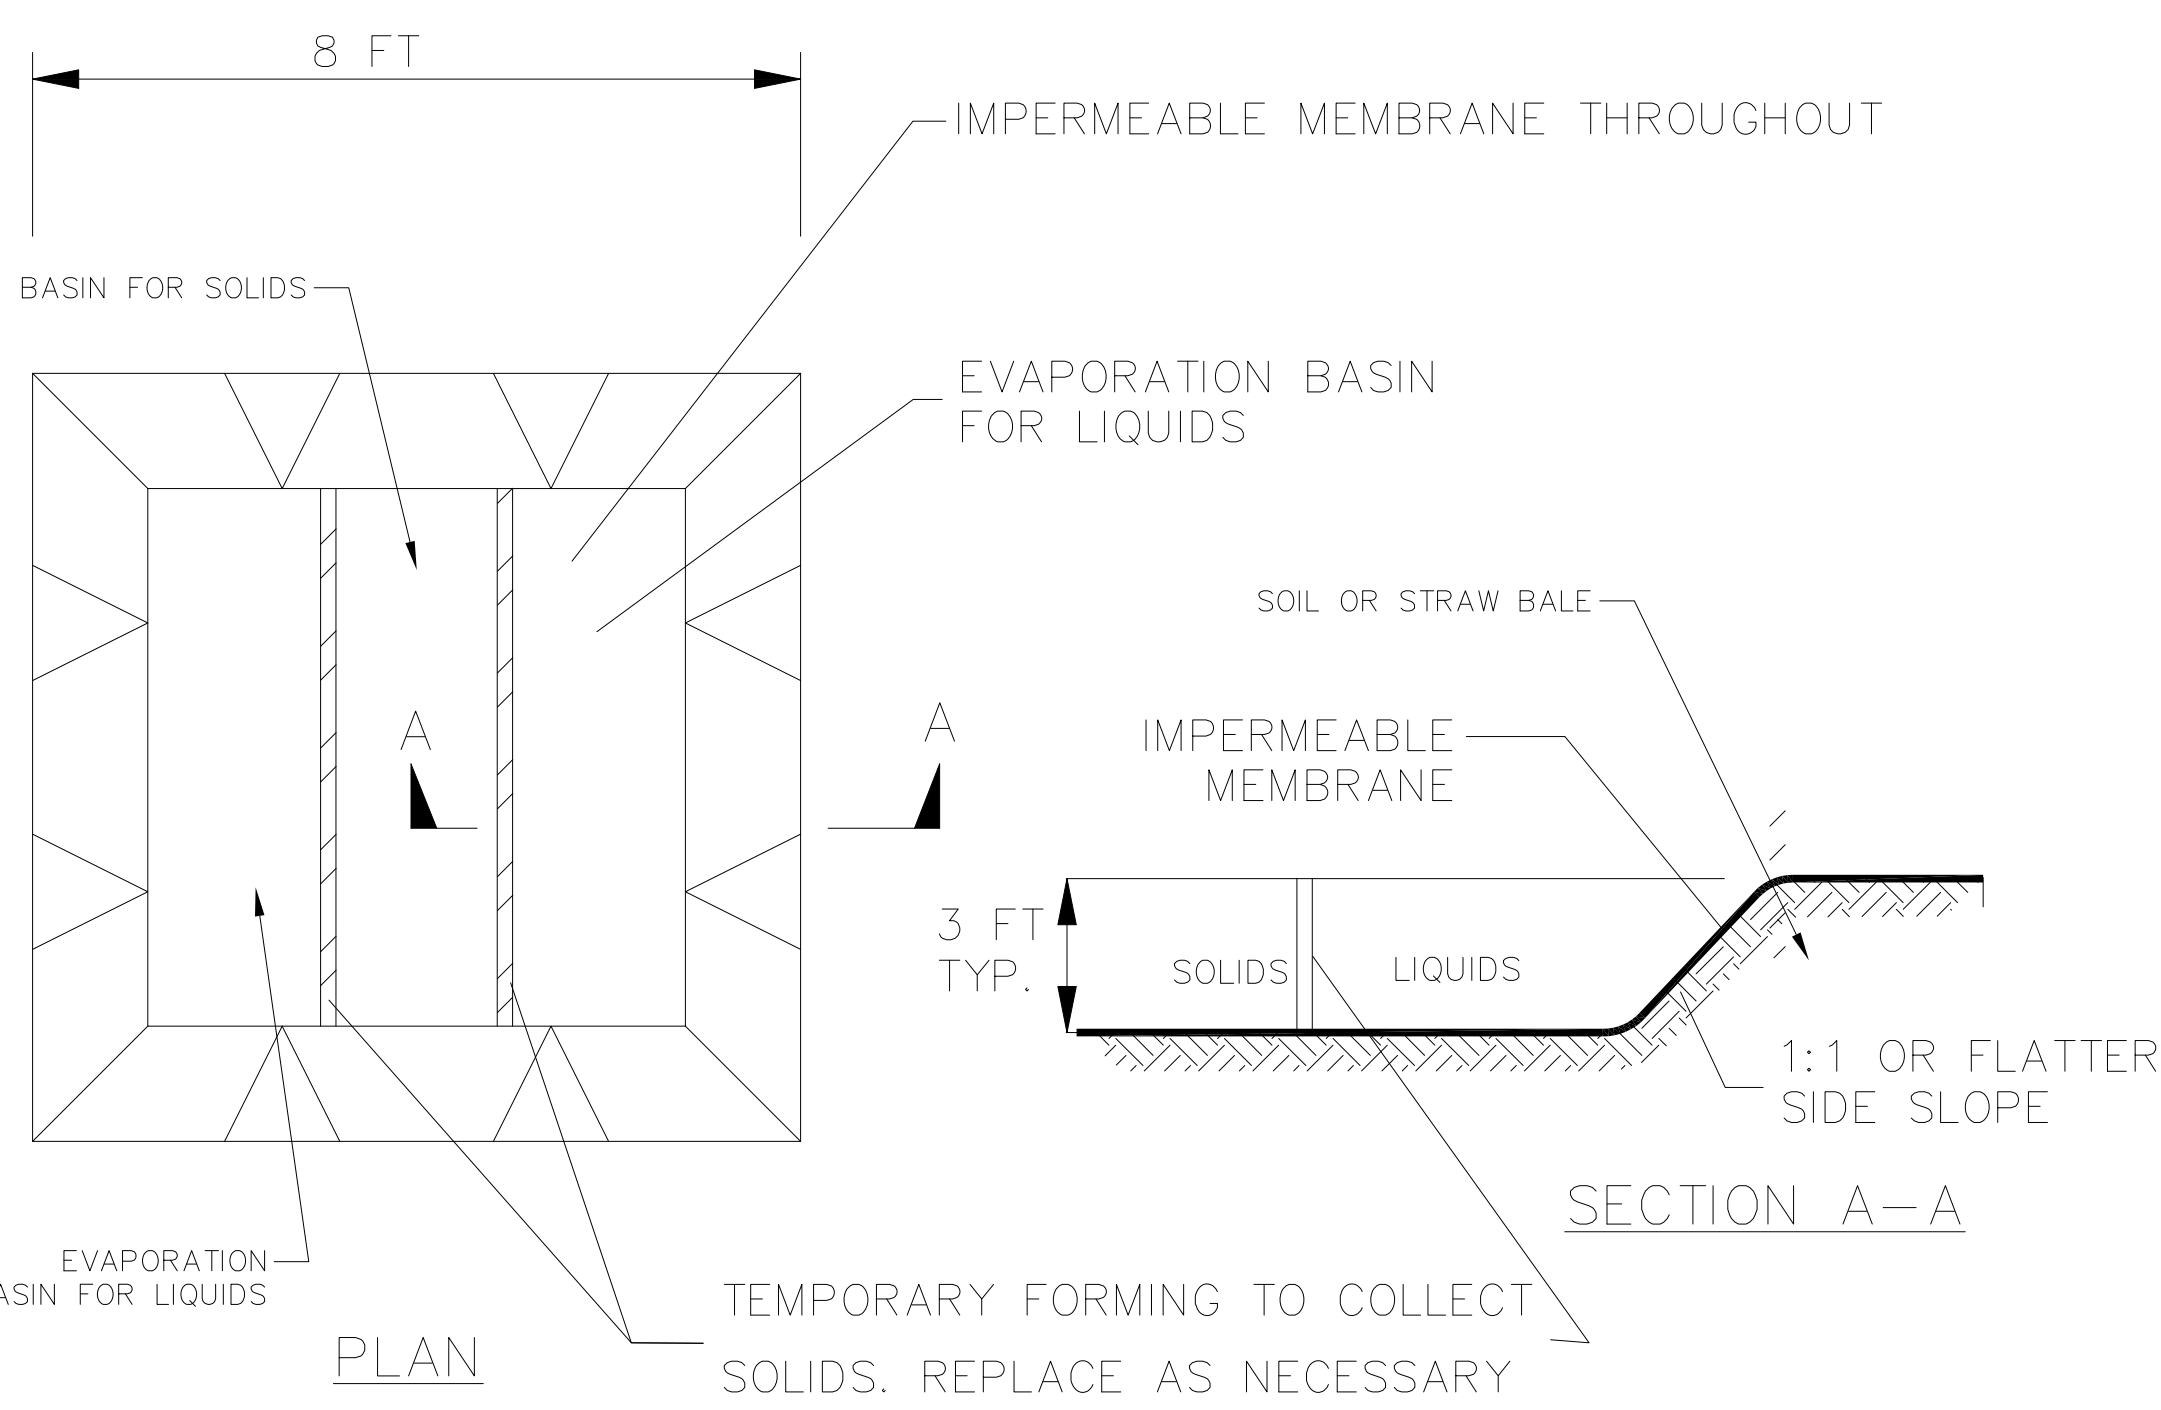 8 FT
IMPERMEABLE MEMBRANE THROUGHOUT
BASIN FOR SOLIDS
EVAPORATION BASIN
FOR LIQUIDS
SOIL OR STRAW BALE
A
A
IMPERMEABLE
MEMBRANE
3 FT
TYP.
SOLIDS
LIQUIDS
1:1 OR FLATTER
SIDE SLOPE
SECTION A-A
EVAPORATION
ASIN FOR LIQUIDS
TEMPORARY FORMING TO COLLECT
SOLIDS. REPLACE AS NECESSARY
PLAN